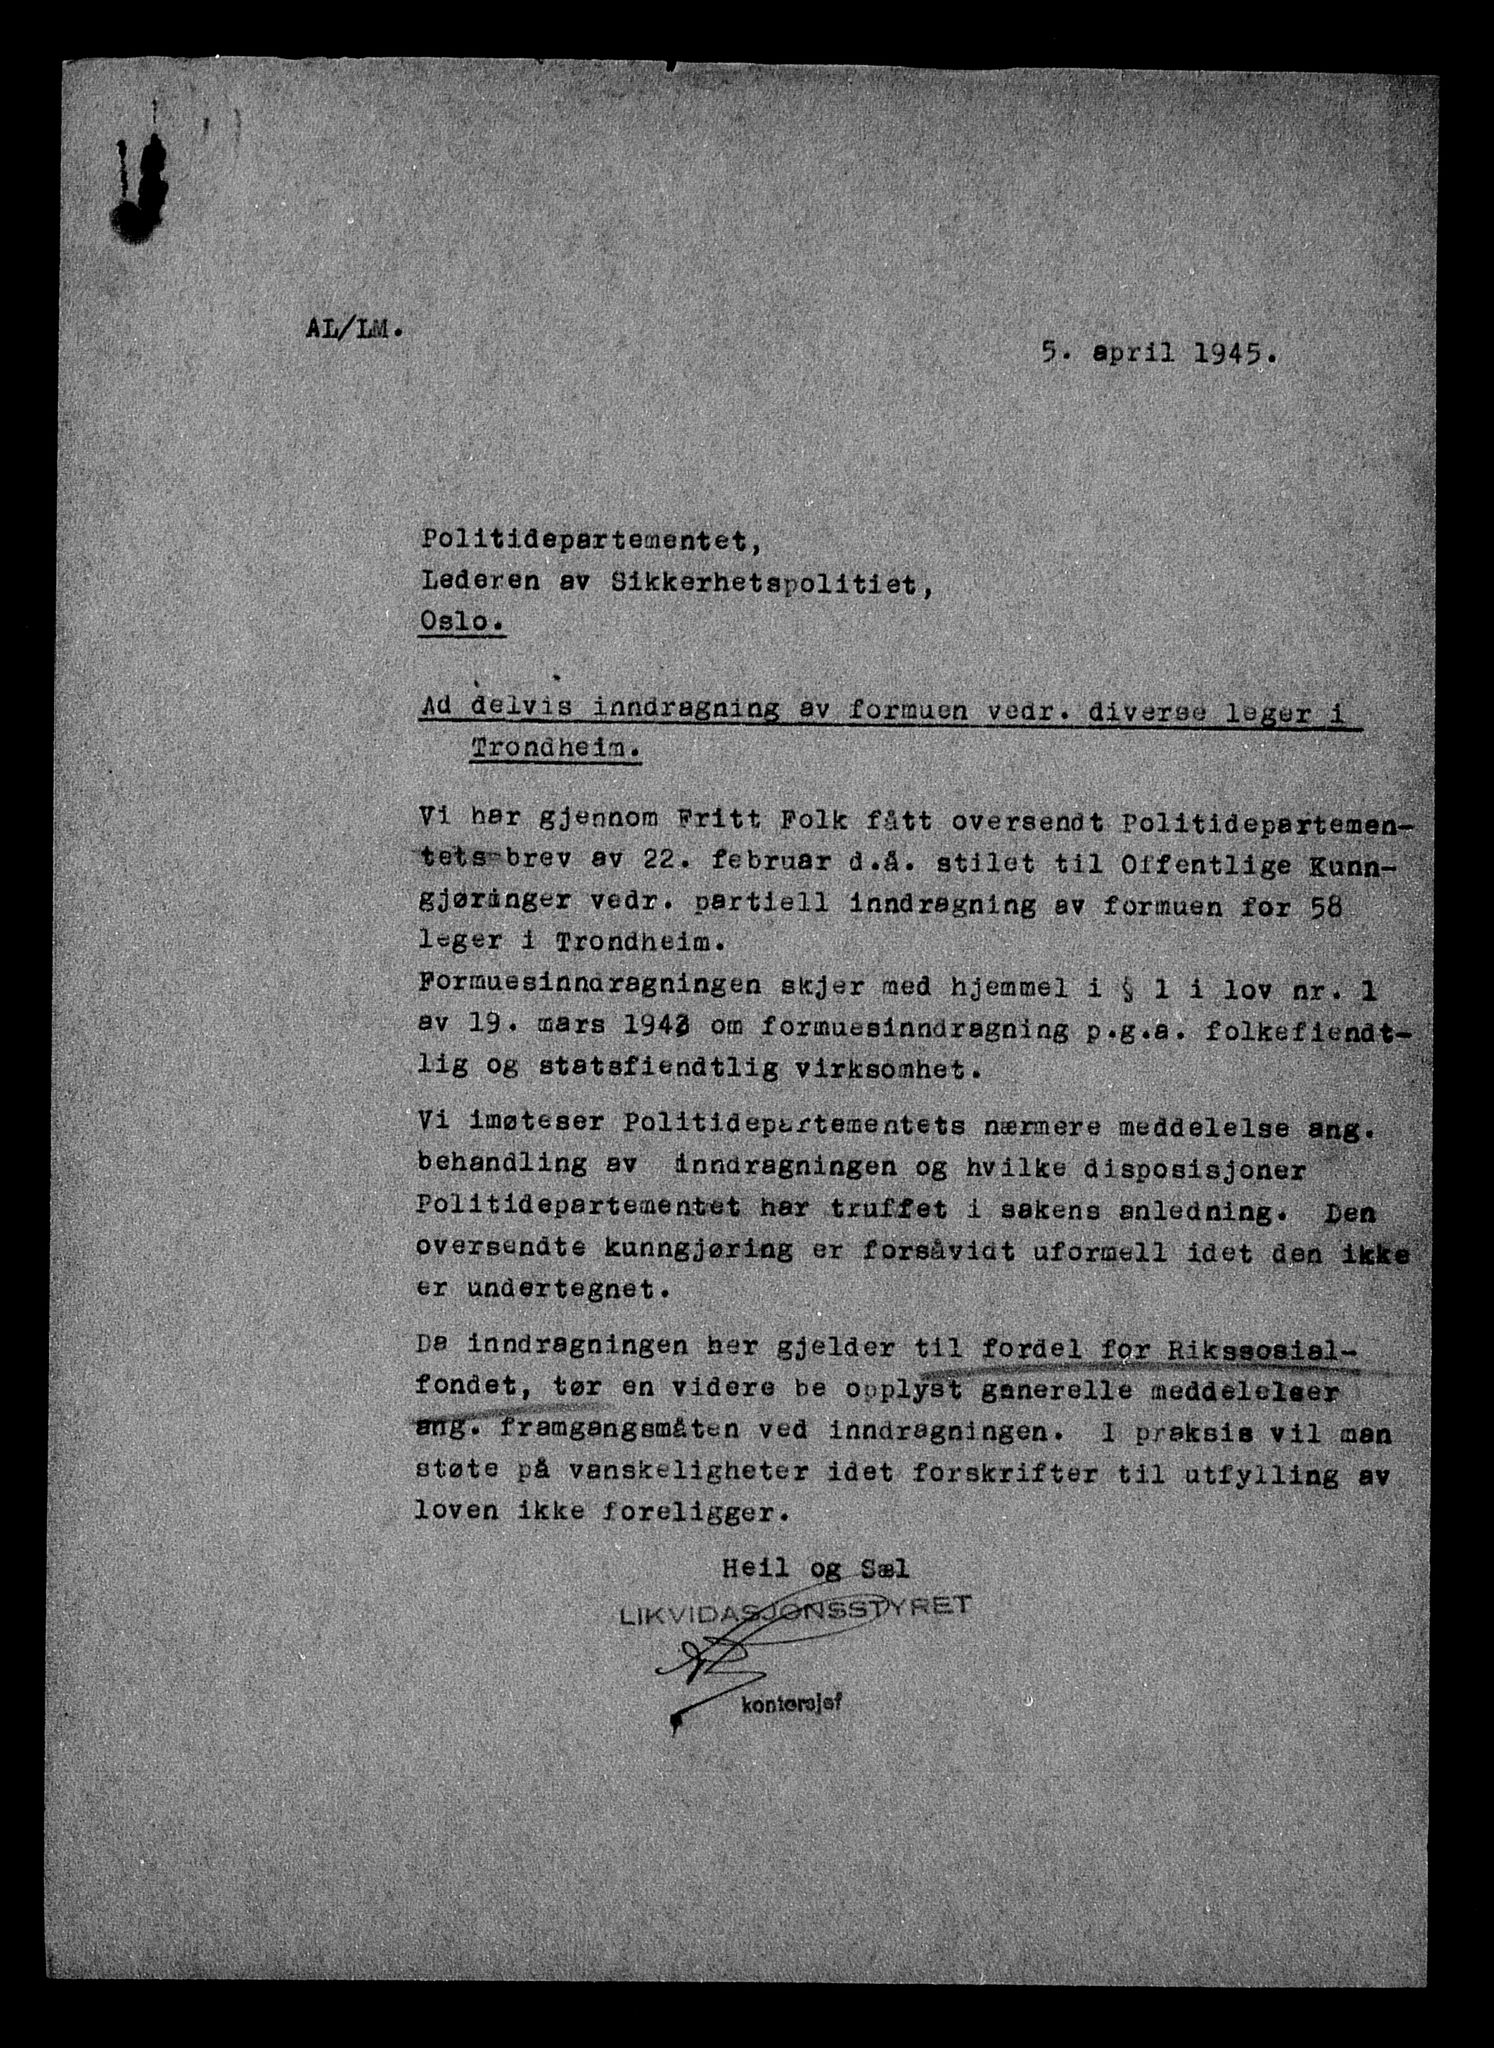 AL/LM.
5. april 1945.
Politidepartementet,
Lederen av Sikkerhetspolitiet,
Oslo.
Ad delvis inndragning av formuen vedr. diverse leger i
Trondheim.
Vi har gjennom Fritt Folk fått oversendt Politidepartemen-
tets brev av 22. februar d.å. stilet til Offentlige Kunn-
gjøringer vedr. partiell inndragning av formuen for 58
leger i Trondheim.
Formuesinndragningen skjer med hjemmel i § 1 i lov nr. 1
av 19. mars 1943 om formuesinndragning p.g.a. folkefiendt-
lig og statsfiendtlig virksomhet.
Vi imøteser Politidepartementets nærmere meddelelse ang.
behandling av inndragningen og hvilke disposisjoner
Politidepartementet har truffet i sakens anledning. Den
oversendte kunngjøring er forsåvidt uformell idet den ikke
er undertegnet.
Da inndragningen her gjelder til fordel for Rikssosial-
fondet, tør en videre be opplyst generelle meddelelser
ang. framgangsmåten ved inndragningen. I praksis vil man
støte på vanskeligheter idet forskrifter til utfylling av
loven ikke foreligger.
Heil og Sæl
LIKVIDASJONSSTYRET
kontorsjef